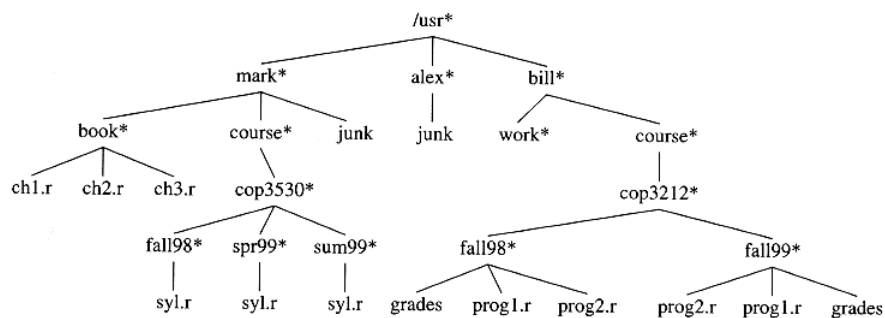 /usr*
mark* alex* bill*
book* course* junk junk work* course*
ch1.r ch2.r ch3.r cop3530* cop3212*
fall98* spr99* sum99* fall98* fall99*
syl.r syl.r syl.r grades prog1.r prog2.r prog2.r prog1.r grades